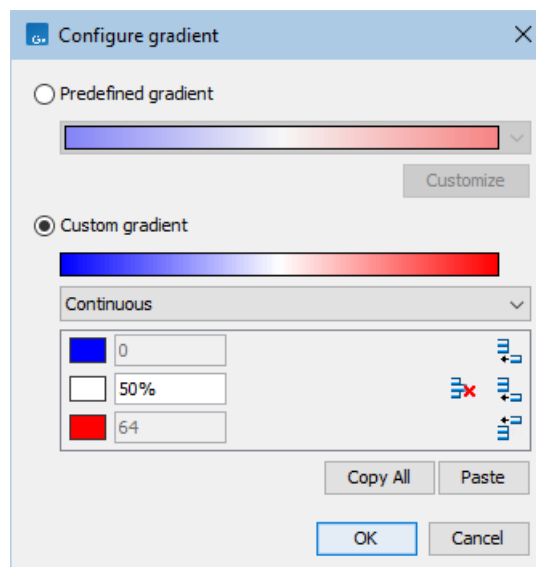 G.
Configure gradient
Predefined gradient
Customize
Custom gradient
Continuous
0
50%
64
Copy All Paste
OK Cancel